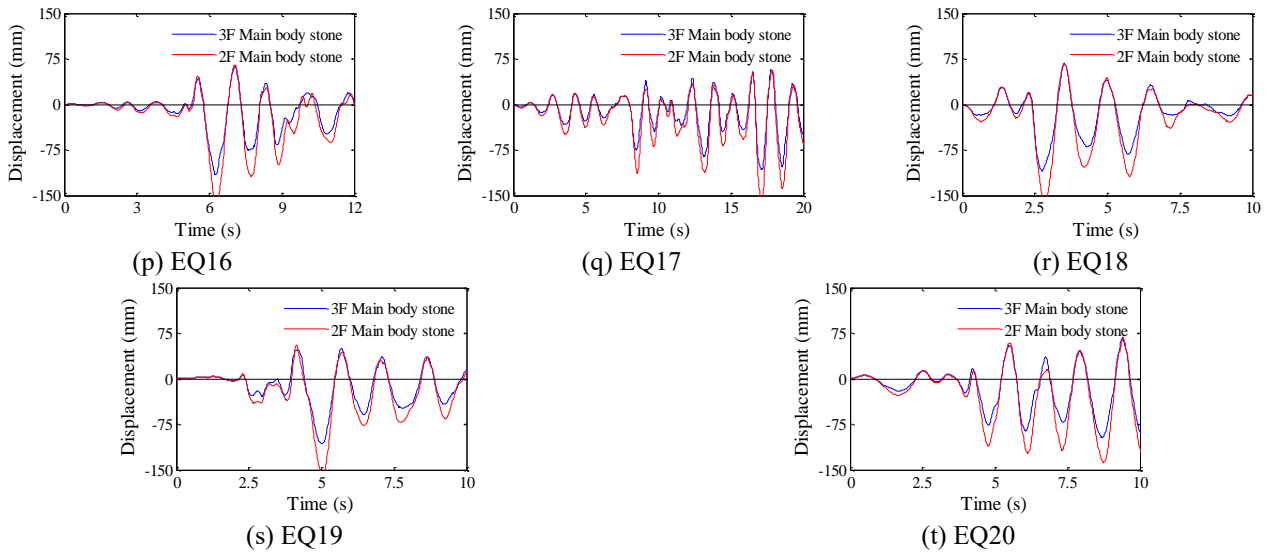 150
75
0
-75
-150
Displacement (mm)
3F Main body stone
2F Main body stone
0 3 6 9 12
Time (s)
(p) EQ16
150
75
0
-75
-150
Displacement (mm)
3F Main body stone
2F Main body stone
0 5 10 15 20
Time (s)
(q) EQ17
150
75
0
-75
-150
Displacement (mm)
3F Main body stone
2F Main body stone
0 2.5 5 7.5 10
Time (s)
(r) EQ18
150
75
0
-75
-150
Displacement (mm)
3F Main body stone
2F Main body stone
0 2.5 5 7.5 10
Time (s)
(s) EQ19
150
75
0
-75
-150
Displacement (mm)
3F Main body stone
2F Main body stone
0 2.5 5 7.5 10
Time (s)
(t) EQ20